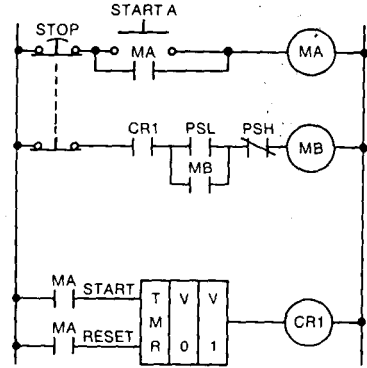 START A
STOP
MA
MA
CR1
PSL
PSH
MB
MB
MA
START
T V V
M
CR1
MA
RESET
R 0 1